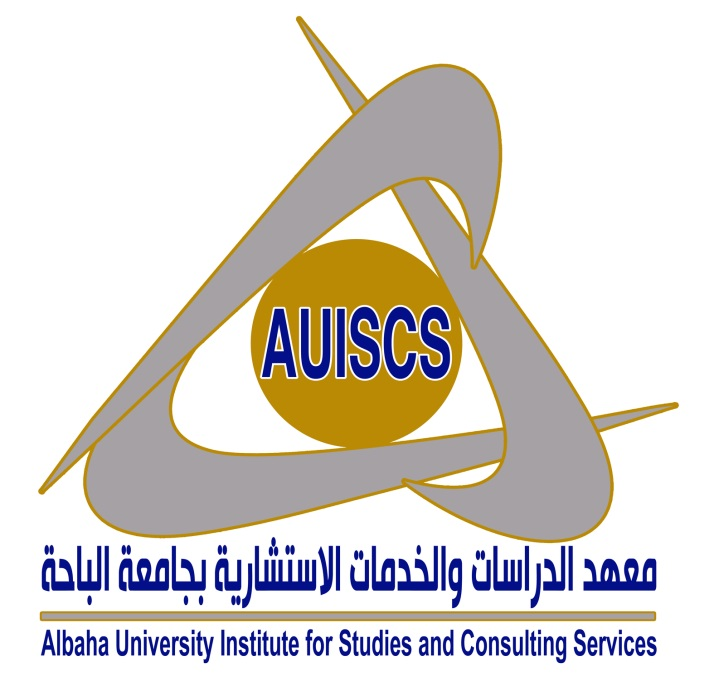 AUISCS
معهد الدراسات والخدمات الاستشارية بجامعة الباحة
Albaha University Institute for Studies and Consulting Services